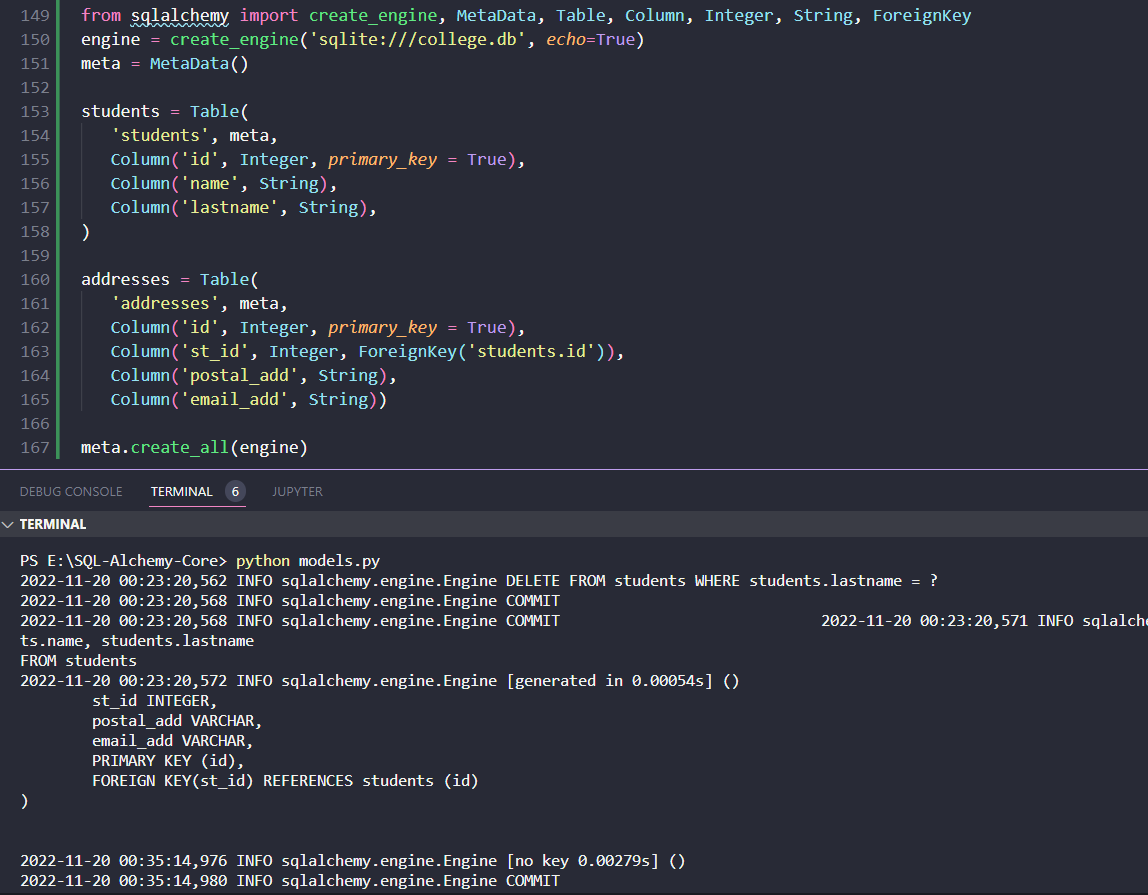 149 from sqlalchemy import create_engine, MetaData, Table, Column, Integer, String, ForeignKey
150 engine = create_engine('sqlite:///college.db', echo=True)
151 meta = MetaData()
152
153 students = Table(
154    'students', meta,
155    Column('id', Integer, primary_key = True),
156    Column('name', String),
157    Column('lastname', String),
158 )
159
160 addresses = Table(
161    'addresses', meta,
162    Column('id', Integer, primary_key = True),
163    Column('st_id', Integer, ForeignKey('students.id')),
164    Column('postal_add', String),
165    Column('email_add', String))
166
167 meta.create_all(engine)
DEBUG CONSOLE TERMINAL 6 JUPYTER
TERMINAL
PS E:\SQL-Alchemy-Core> python models.py
2022-11-20 00:23:20,562 INFO sqlalchemy.engine.Engine DELETE FROM students WHERE students.lastname = ?
2022-11-20 00:23:20,568 INFO sqlalchemy.engine.Engine COMMIT
2022-11-20 00:23:20,568 INFO sqlalchemy.engine.Engine COMMIT 2022-11-20 00:23:20,571 INFO sqlalche
ts.name, students.lastname
FROM students
2022-11-20 00:23:20,572 INFO sqlalchemy.engine.Engine [generated in 0.00054s] ()
        st_id INTEGER,
        postal_add VARCHAR,
        email_add VARCHAR,
        PRIMARY KEY (id),
        FOREIGN KEY(st_id) REFERENCES students (id)
)
2022-11-20 00:35:14,976 INFO sqlalchemy.engine.Engine [no key 0.00279s] ()
2022-11-20 00:35:14,980 INFO sqlalchemy.engine.Engine COMMIT